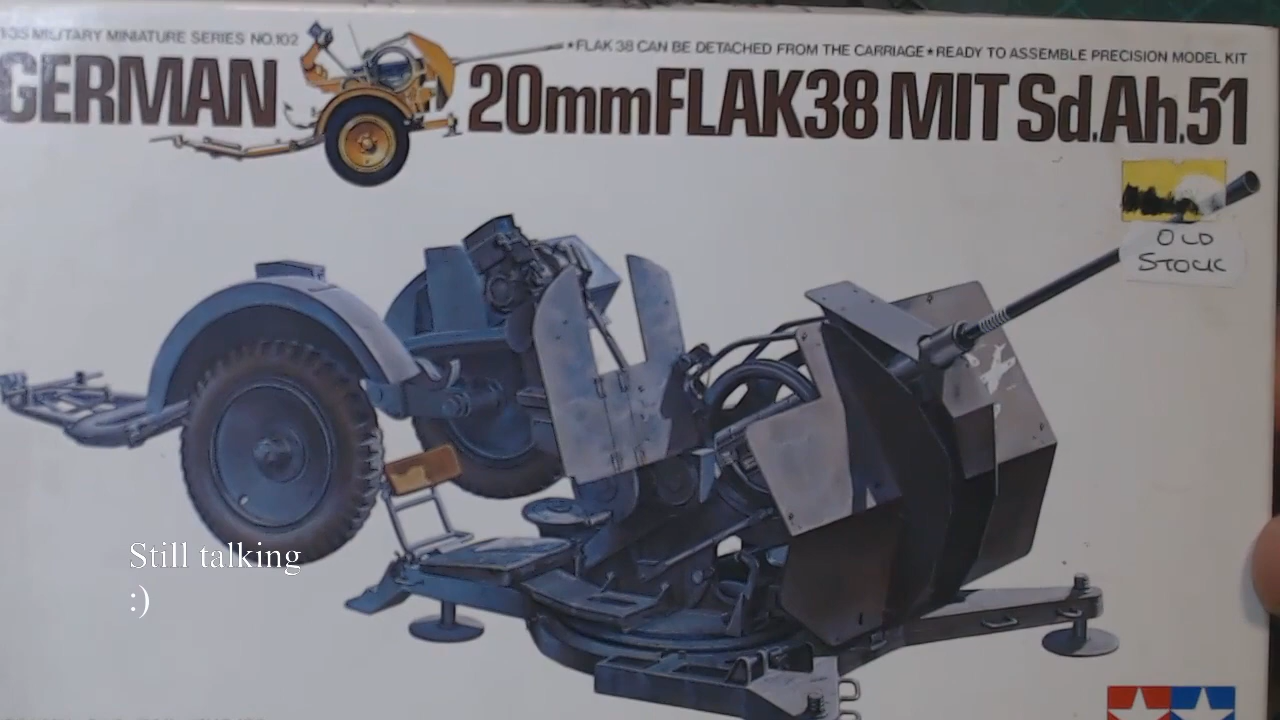 1/35 MILITARY MINIATURE SERIES NO.102
★FLAK 38 CAN BE DETACHED FROM THE CARRIAGE★READY TO ASSEMBLE PRECISION MODEL KIT
GERMAN 20mmFLAK38 MIT Sd.Ah.51
OLD
STOCK
Still talking
:)